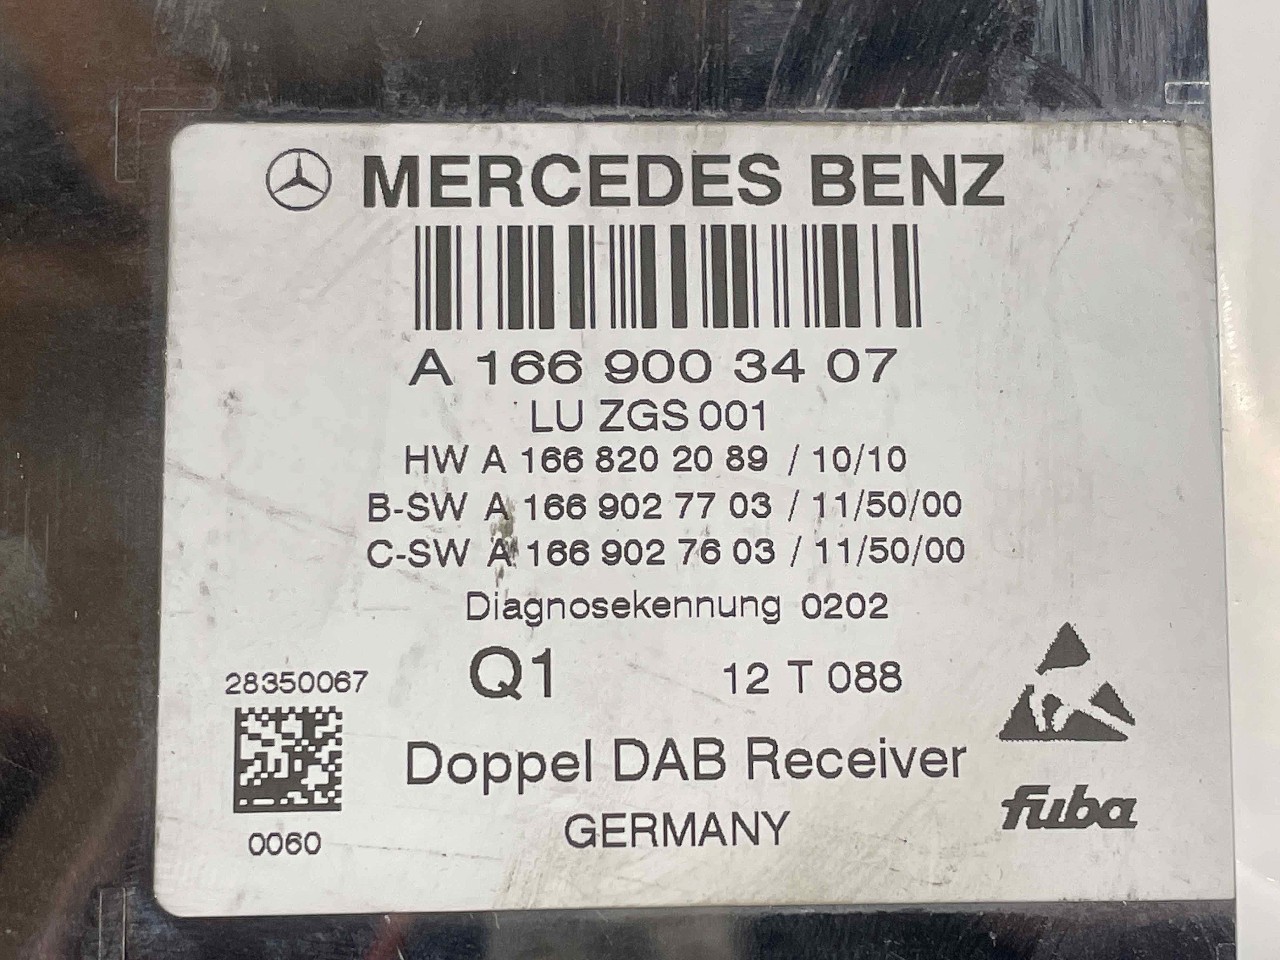 MERCEDES BENZ
A 166 900 34 07
LU ZGS 001
HW A 166 820 20 89 / 10/10
B-SW A 166 902 77 03 / 11/50/00
C-SW A 166 902 76 03 / 11/50/00
Diagnosekennung 0202
28350067 Q1 12 T 088
Doppel DAB Receiver
0060 GERMANY fuba